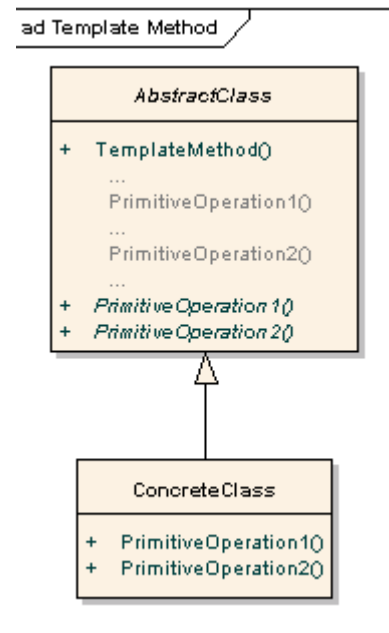 ad Template Method
AbstractClass
+ TemplateMethod()
...
PrimitiveOperation1()
...
PrimitiveOperation2()
...
+ PrimitiveOperation1()
+ PrimitiveOperation2()
ConcreteClass
+ PrimitiveOperation1()
+ PrimitiveOperation2()